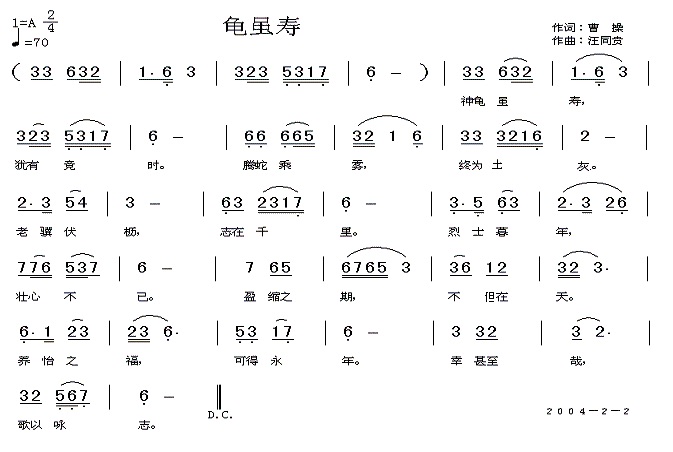 龟虽寿
1=A 2/4
♩=70
作词：曹 操
作曲：汪同贵
( 33 632 | 1·6 3 | 323 5317 | 6 - ) | 33 632 | 1·6 3 |
神龟 里 寿，
323 5317 | 6 - | 66 665 | 32 1 6 | 33 3216 | 2 - |
犹有 竟 时。 腾蛇 乘 雾， 终为 土 灰。
2·3 54 | 3 - | 63 2317 | 6 - | 3·5 63 | 2·3 26 |
老 骥伏 枥， 志在 千 里。 烈 士暮 年，
776 537 | 6 - | 7 65 | 6765 3 | 36 12 | 32 3· |
壮心 不 已。 盈 缩之 期， 不 但在 天。
6·1 23 | 23 6· | 53 17 | 6 - | 3 32 | 3 2· |
养 怡之 福， 可得 永 年。 幸 甚至 哉，
32 567 | 6 - ‖
歌以 咏 志。 D.C.
2004-2-2